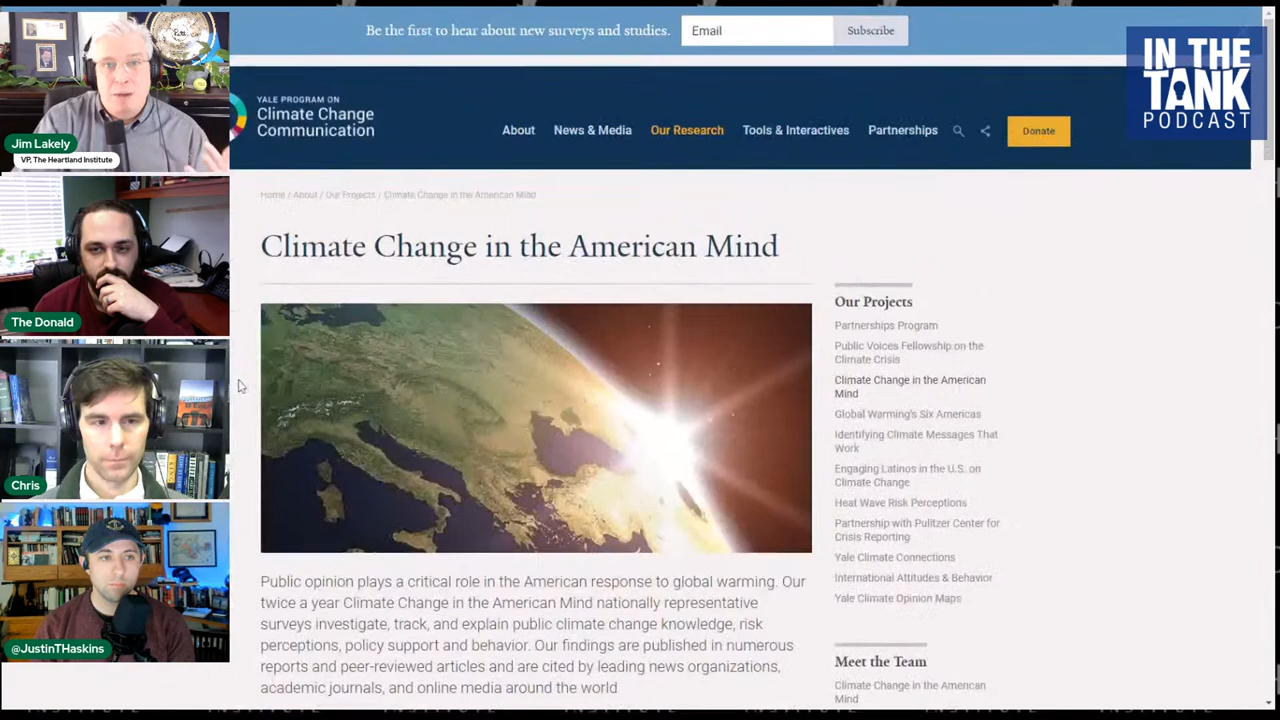 Be the first to hear about new surveys and studies.
Email
Subscribe
IN THE
TANK
PODCAST
YALE PROGRAM ON
Climate Change
Communication
About
News & Media
Our Research
Tools & Interactives
Partnerships
Donate
Jim Lakely
VP, The Heartland Institute
Home / About / Our Projects / Climate Change in the American Mind
Climate Change in the American Mind
The Donald
Chris
@JustinTHaskins
Public opinion plays a critical role in the American response to global warming. Our
twice a year Climate Change in the American Mind nationally representative
surveys investigate, track, and explain public climate change knowledge, risk
perceptions, policy support and behavior. Our findings are published in numerous
reports and peer-reviewed articles and are cited by leading news organizations,
academic journals, and online media around the world
Our Projects
Partnerships Program
Public Voices Fellowship on the
Climate Crisis
Climate Change in the American
Mind
Global Warming's Six Americas
Identifying Climate Messages That
Work
Engaging Latinos in the U.S. on
Climate Change
Heat Wave Risk Perceptions
Partnership with Pulitzer Center for
Crisis Reporting
Yale Climate Connections
International Attitudes & Behavior
Yale Climate Opinion Maps
Meet the Team
Climate Change in the American
Mind